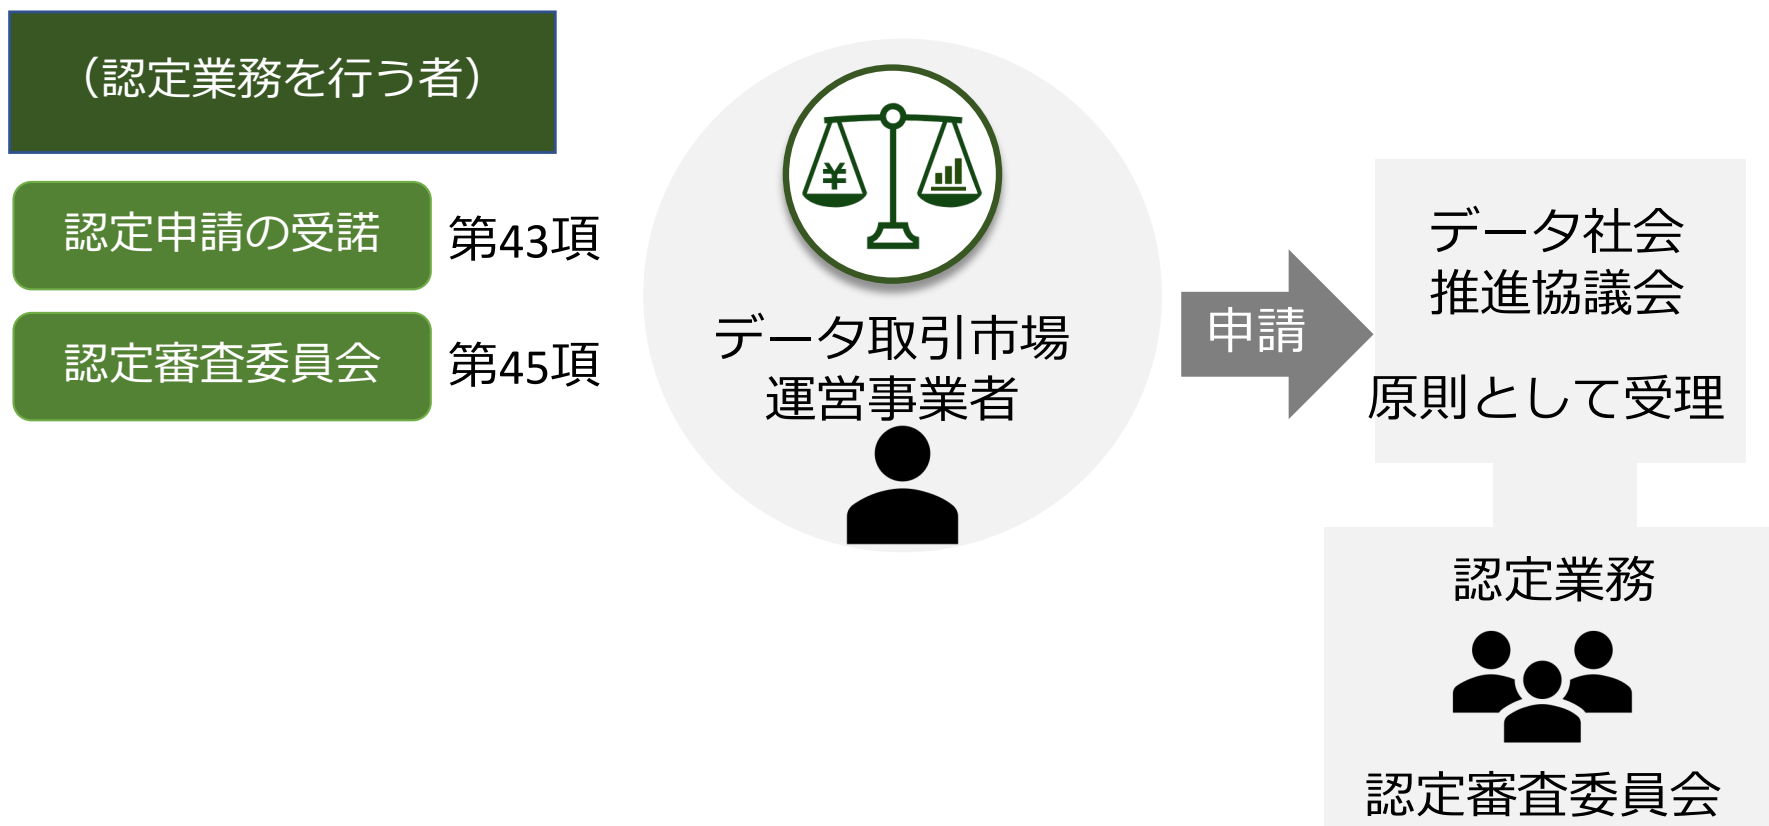 （認定業務を行う者）
認定申請の受諾
第43項
認定審査委員会
第45項
¥
データ取引市場
運営事業者
申請
データ社会
推進協議会
原則として受理
認定業務
認定審査委員会